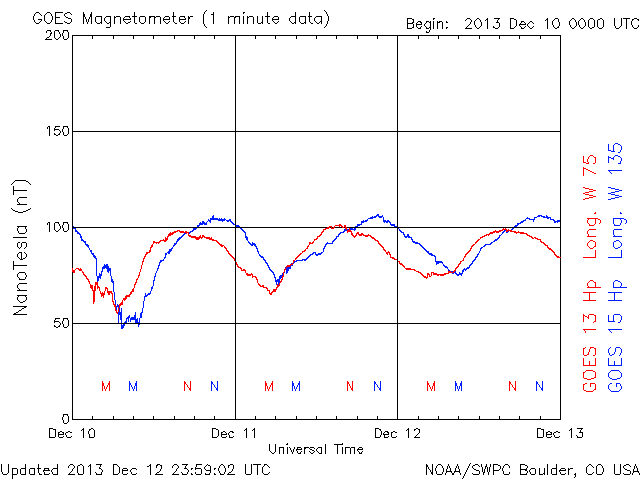 GOES Magnetometer (1 minute data)
Begin: 2013 Dec 10 0000 UTC
200
150
100
50
0
NanoTesla (nT)
M M N N M M N N M M N N
Dec 10 Dec 11 Dec 12 Dec 13
Universal Time
GOES 13 Hp Long. W 75
GOES 15 Hp Long. W 135
Updated 2013 Dec 12 23:59:02 UTC
NOAA/SWPC Boulder, CO USA